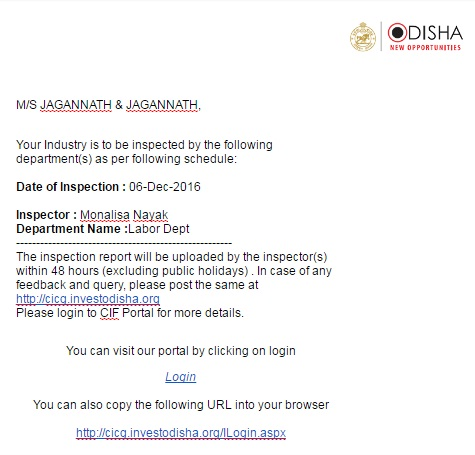 ODISHA
NEW OPPORTUNITIES
M/S JAGANNATH & JAGANNATH,
Your Industry is to be inspected by the following
department(s) as per following schedule:
Date of Inspection : 06-Dec-2016
Inspector : Monalisa Nayak
Department Name :Labor Dept
------------------------------------------------------
The inspection report will be uploaded by the inspector(s)
within 48 hours (excluding public holidays) . In case of any
feedback and query, please post the same at
http://cicg.investodisha.org
Please login to CIF Portal for more details.
You can visit our portal by clicking on login
Login
You can also copy the following URL into your browser
http://cicg.investodisha.org/ILogin.aspx